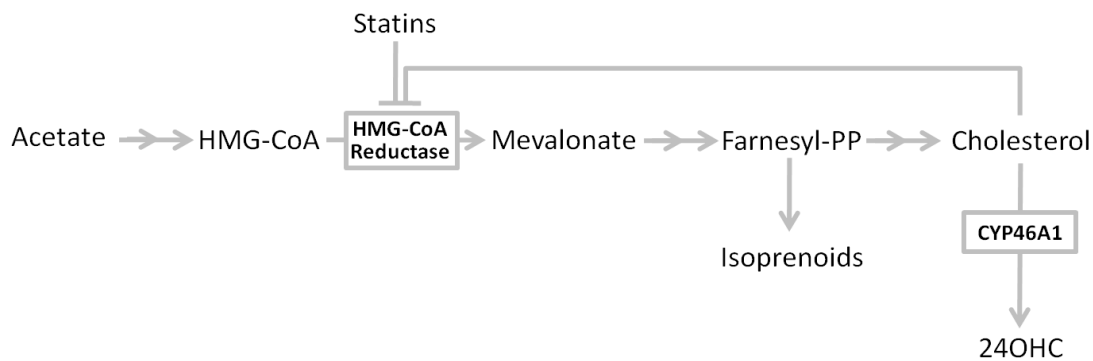 Statins
Acetate
HMG-CoA
HMG-CoA
Reductase
Mevalonate
Farnesyl-PP
Cholesterol
CYP46A1
Isoprenoids
24OHC